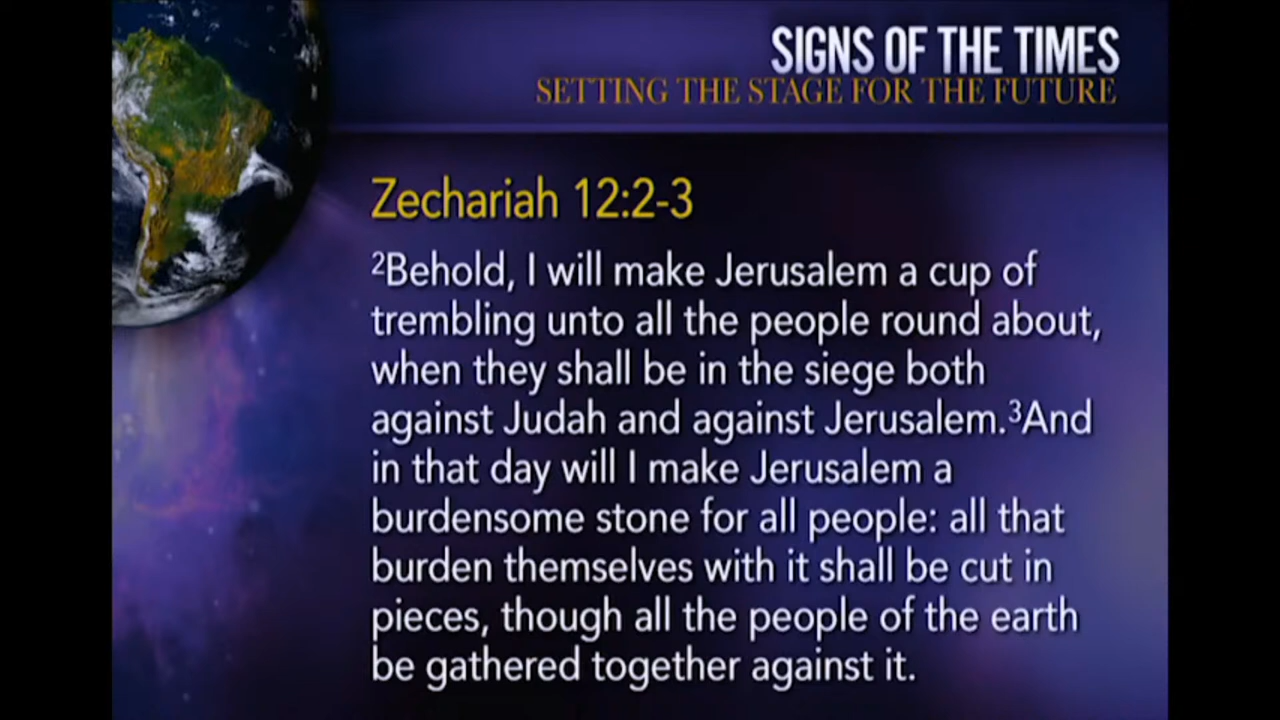 SIGNS OF THE TIMES
SETTING THE STAGE FOR THE FUTURE
Zechariah 12:2-3
²Behold, I will make Jerusalem a cup of
trembling unto all the people round about,
when they shall be in the siege both
against Judah and against Jerusalem.³And
in that day will I make Jerusalem a
burdensome stone for all people: all that
burden themselves with it shall be cut in
pieces, though all the people of the earth
be gathered together against it.